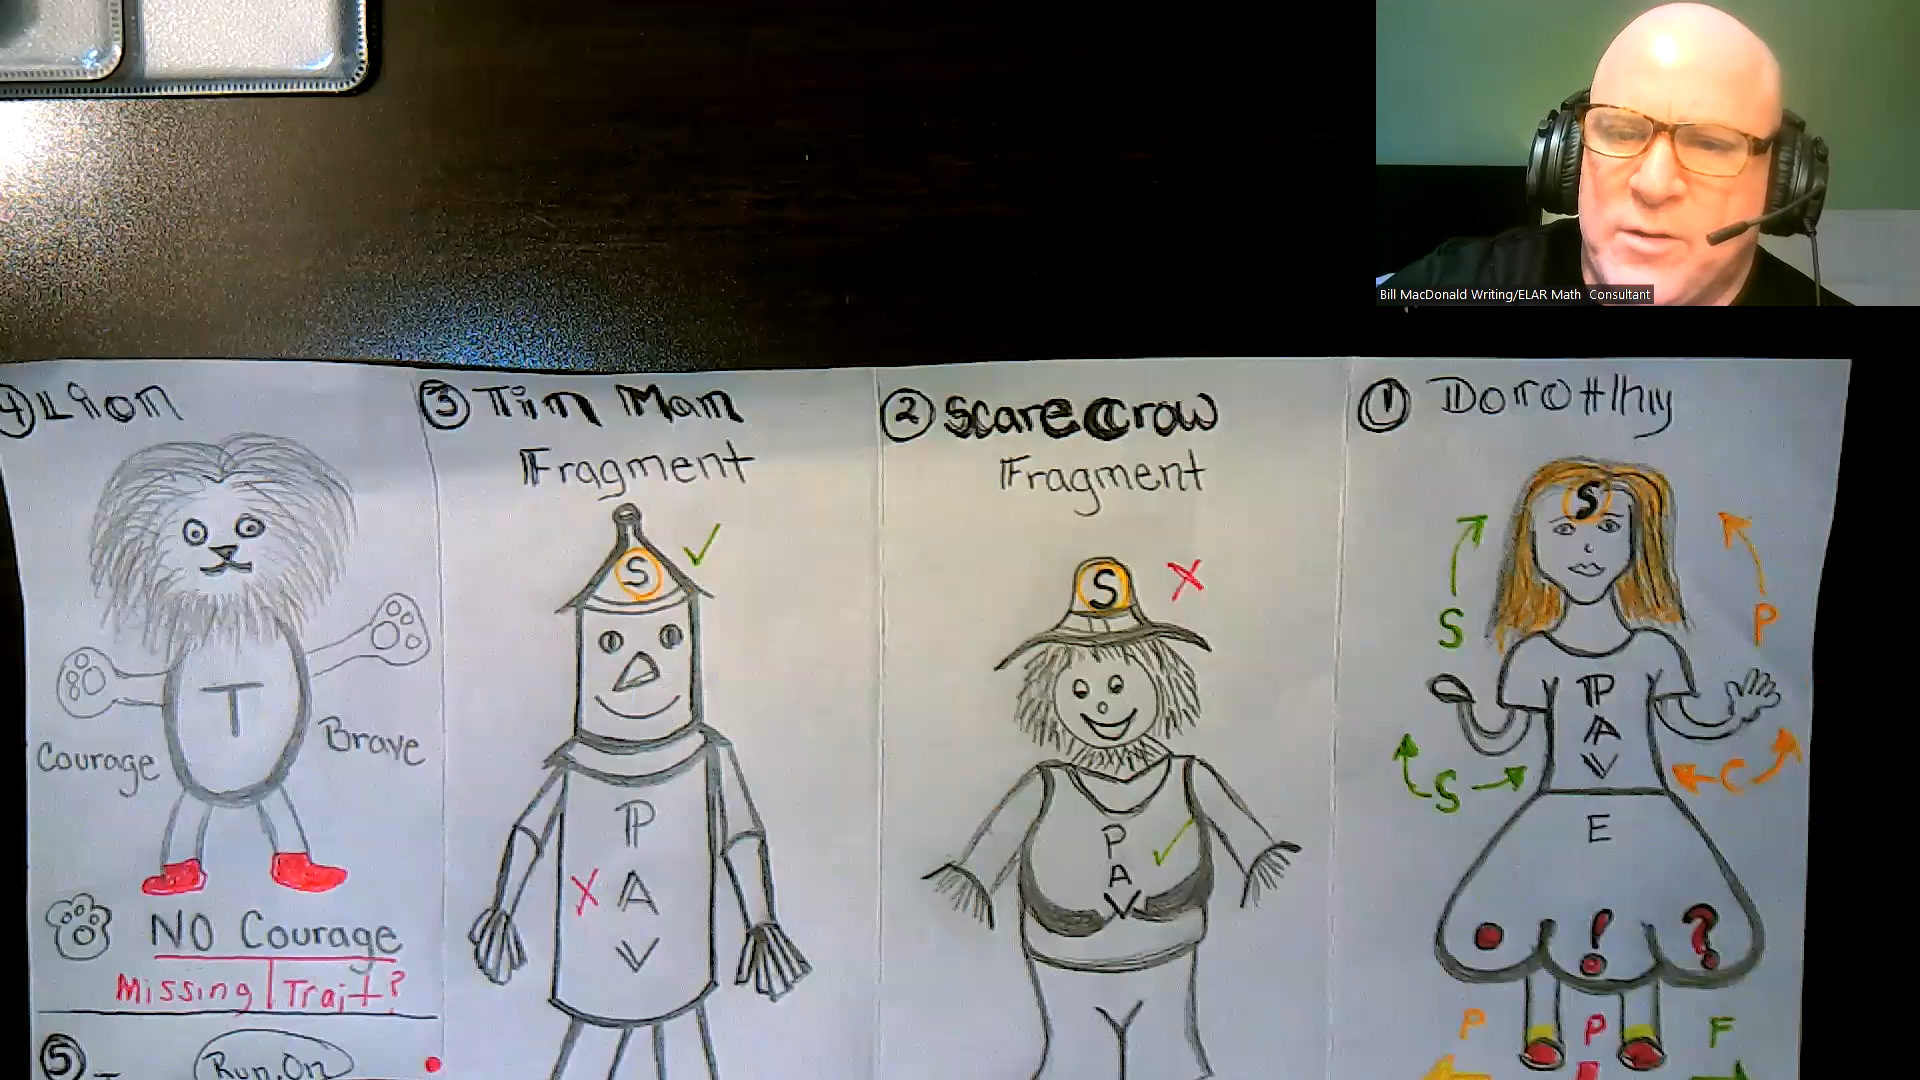 Bill MacDonald Writing/ELAR Math Consultant
4 Lion
T
Courage
Brave
NO Courage
Missing Trait?
5
Run.On
3 Tin Man
Fragment
S ✓
P
X A
V
2 ScareCrow
Fragment
S X
P
A ✓
V
1 Dorothy
S
S P
P
A
V
S C
E
. ! ?
P P F